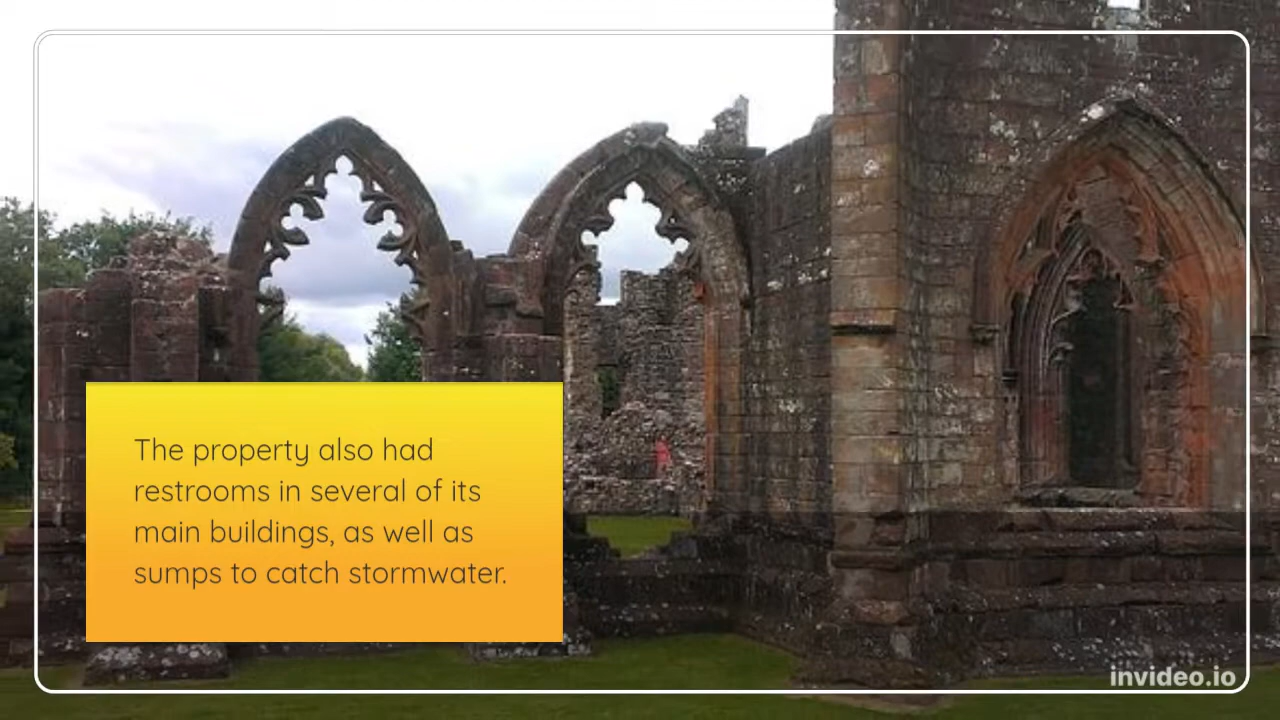 The property also had
restrooms in several of its
main buildings, as well as
sumps to catch stormwater.
invideo.io